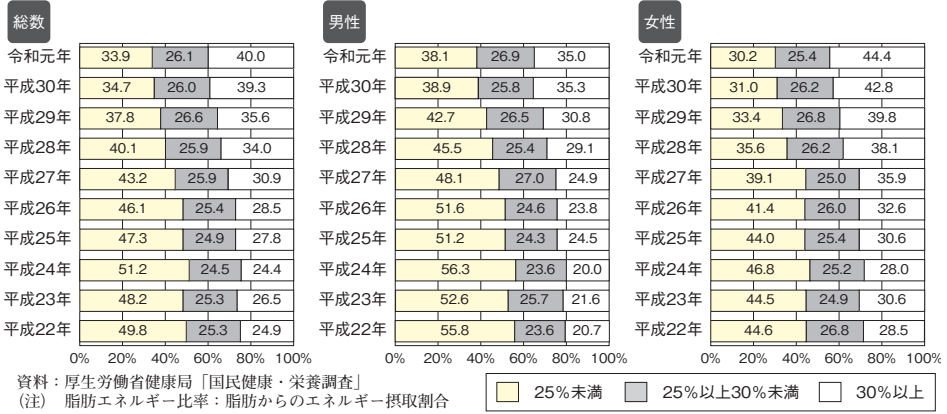 総数
令和元年 33.9 26.1 40.0
平成30年 34.7 26.0 39.3
平成29年 37.8 26.6 35.6
平成28年 40.1 25.9 34.0
平成27年 43.2 25.9 30.9
平成26年 46.1 25.4 28.5
平成25年 47.3 24.9 27.8
平成24年 51.2 24.5 24.4
平成23年 48.2 25.3 26.5
平成22年 49.8 25.3 24.9
0% 20% 40% 60% 80% 100%
男性
令和元年 38.1 26.9 35.0
平成30年 38.9 25.8 35.3
平成29年 42.7 26.5 30.8
平成28年 45.5 25.4 29.1
平成27年 48.1 27.0 24.9
平成26年 51.6 24.6 23.8
平成25年 51.2 24.3 24.5
平成24年 56.3 23.6 20.0
平成23年 52.6 25.7 21.6
平成22年 55.8 23.6 20.7
0% 20% 40% 60% 80% 100%
女性
令和元年 30.2 25.4 44.4
平成30年 31.0 26.2 42.8
平成29年 33.4 26.8 39.8
平成28年 35.6 26.2 38.1
平成27年 39.1 25.0 35.9
平成26年 41.4 26.0 32.6
平成25年 44.0 25.4 30.6
平成24年 46.8 25.2 28.0
平成23年 44.5 24.9 30.6
平成22年 44.6 26.8 28.5
0% 20% 40% 60% 80% 100%
資料：厚生労働省健康局「国民健康・栄養調査」
（注） 脂肪エネルギー比率：脂肪からのエネルギー摂取割合
25%未満 25%以上30%未満 30%以上